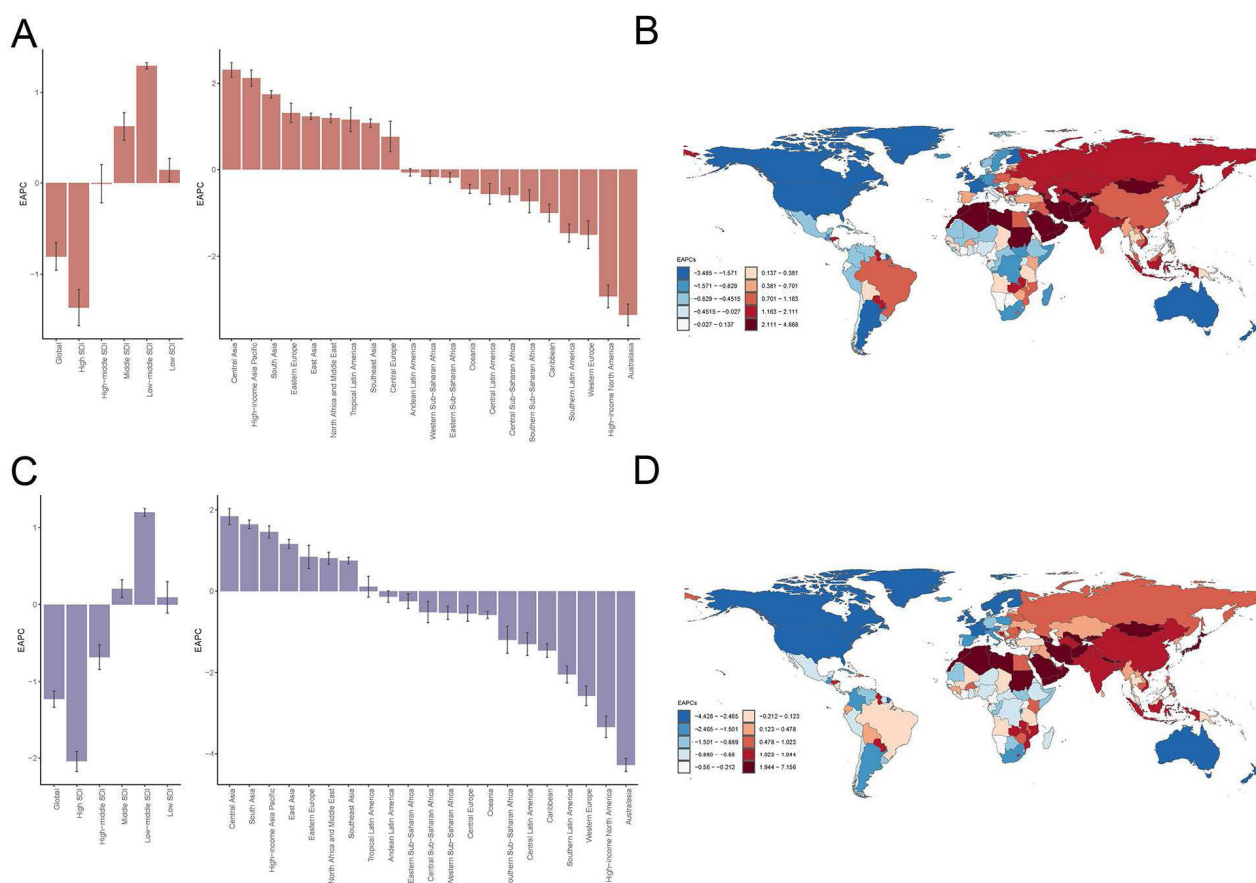 A
B
EAPC
1
0
−1
Global
High SDI
High−middle SDI
Middle SDI
Low−middle SDI
Low SDI
EAPC
2
0
−2
Central Asia
High−income Asia Pacific
South Asia
Eastern Europe
East Asia
North Africa and Middle East
Tropical Latin America
Southeast Asia
Central Europe
Andean Latin America
Western Sub−Saharan Africa
Eastern Sub−Saharan Africa
Oceania
Central Latin America
Central Sub−Saharan Africa
Southern Sub−Saharan Africa
Caribbean
Southern Latin America
Western Europe
High−income North America
Australasia
EAPCs
−3.485 − −1.571
−1.571 − −0.829
−0.829 − −0.4515
−0.4515 − −0.027
−0.027 − 0.137
0.137 − 0.381
0.381 − 0.701
0.701 − 1.163
1.163 − 2.111
2.111 − 4.868
C
D
EAPC
1
0
−1
−2
Global
High SDI
High−middle SDI
Middle SDI
Low−middle SDI
Low SDI
EAPC
2
0
−2
−4
Central Asia
South Asia
High−income Asia Pacific
East Asia
Eastern Europe
North Africa and Middle East
Southeast Asia
Tropical Latin America
Andean Latin America
Eastern Sub−Saharan Africa
Central Sub−Saharan Africa
Western Sub−Saharan Africa
Central Europe
Oceania
Southern Sub−Saharan Africa
Central Latin America
Caribbean
Southern Latin America
Western Europe
High−income North America
Australasia
EAPCs
−4.428 − −2.465
−2.465 − −1.501
−1.501 − −0.889
−0.56 − −0.212
−0.212 − 0.123
0.123 − 0.478
0.478 − 1.023
1.944 − 7.156